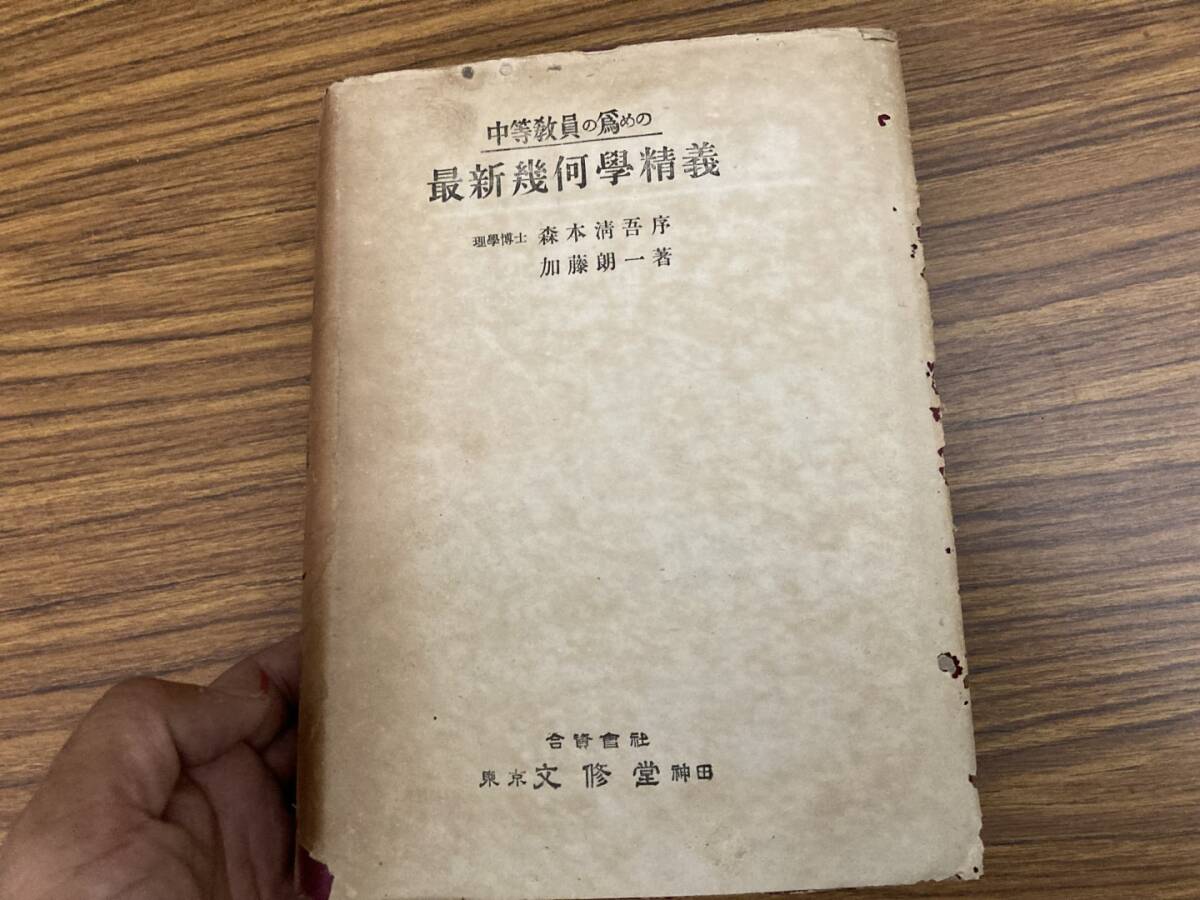 中等教員の爲めの
最新幾何學精義
理學博士 森本清吾序
加藤朗一著
合資會社
東京 文修堂 神田